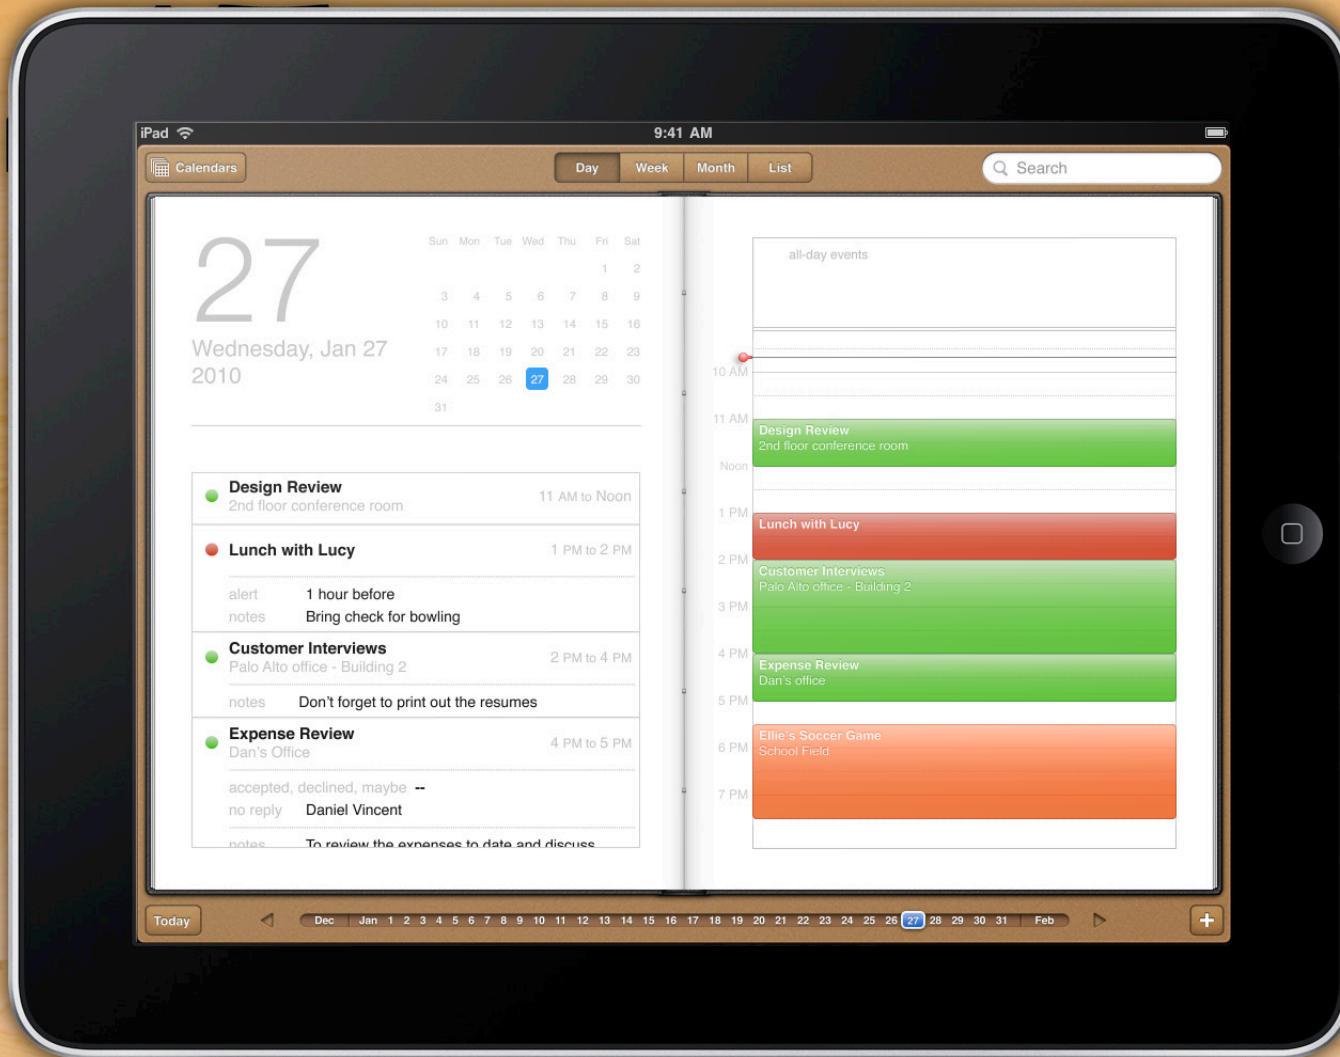 iPad 9:41 AM
Calendars Day Week Month List Search
27
Wednesday, Jan 27
2010
Sun Mon Tue Wed Thu Fri Sat
1 2
3 4 5 6 7 8 9
10 11 12 13 14 15 16
17 18 19 20 21 22 23
24 25 26 27 28 29 30
31
Design Review
2nd floor conference room
11 AM to Noon
Lunch with Lucy 1 PM to 2 PM
alert 1 hour before
notes Bring check for bowling
Customer Interviews
Palo Alto office - Building 2
2 PM to 4 PM
notes Don't forget to print out the resumes
Expense Review
Dan's Office
4 PM to 5 PM
accepted, declined, maybe --
no reply Daniel Vincent
notes To review the expenses to date and discuss
all-day events
10 AM
11 AM
Design Review
2nd floor conference room
Noon
1 PM
Lunch with Lucy
2 PM
Customer Interviews
Palo Alto office - Building 2
3 PM
4 PM
Expense Review
Dan's office
5 PM
Ellie's Soccer Game
6 PM School Field
7 PM
Today Dec Jan 1 2 3 4 5 6 7 8 9 10 11 12 13 14 15 16 17 18 19 20 21 22 23 24 25 26 27 28 29 30 31 Feb +